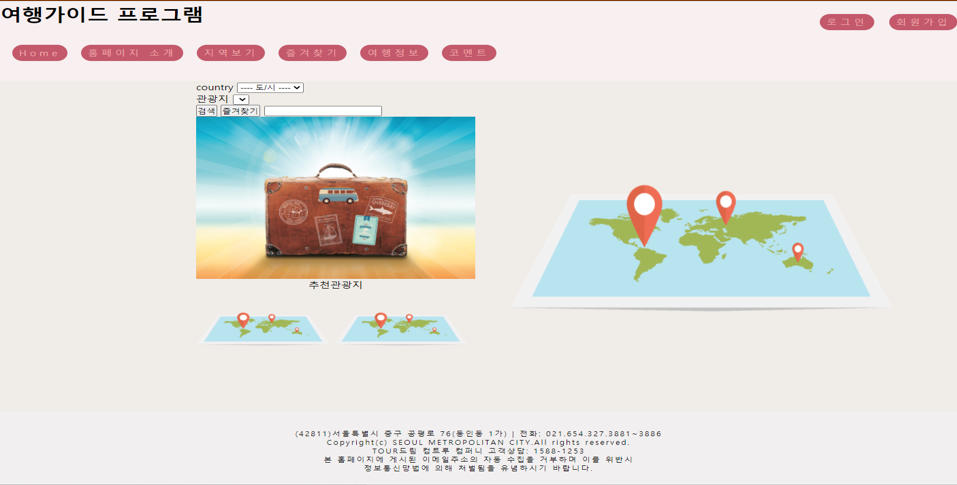 여행가이드 프로그램
로그인 회원가입
Home 홈페이지 소개 지역보기 즐겨찾기 여행정보 코멘트
country ---- 도/시 ----
관광지
검색 즐겨찾기
추천관광지
(42811)서울특별시 중구 공평로 76(동인동 1가) | 전화: 021.654.327.3881~3886
Copyright(c) SEOUL METROPOLITAN CITY.All rights reserved.
TOUR드림 컴트루 컴퍼니 고객상담: 1588-1253
본 홈페이지에 게시된 이메일주소의 자동 수집을 거부하며 이를 위반시
정보통신망법에 의해 처벌됨을 유념하시기 바랍니다.